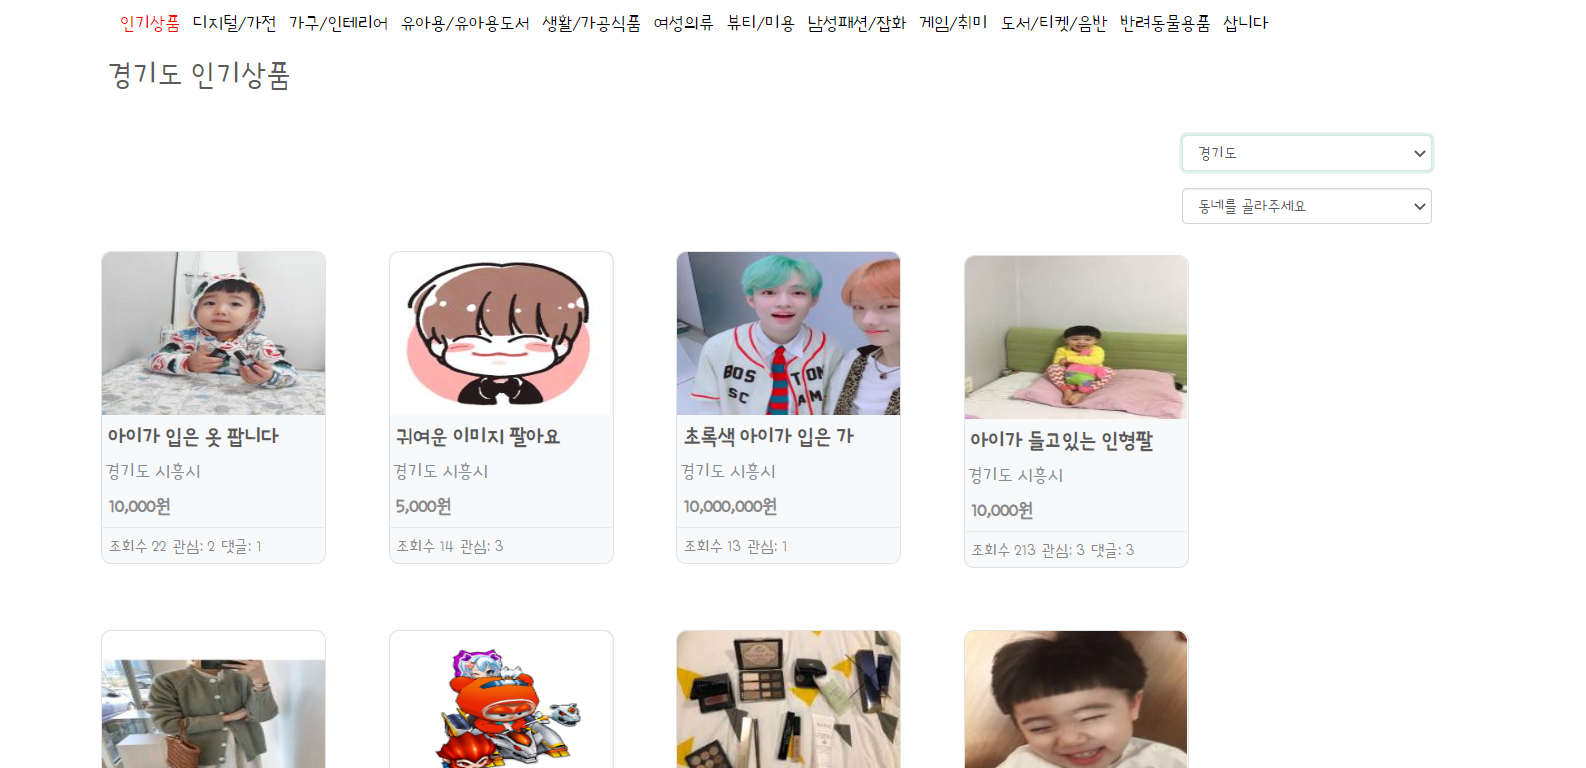 인기상품 디지털/가전 가구/인테리어 유아용/유아용도서 생활/가공식품 여성의류 뷰티/미용 남성패션/잡화 게임/취미 도서/티켓/음반 반려동물용품 삽니다
경기도 인기상품
경기도
동네를 골라주세요
BOSTON
SC AM
아이가 입은 옷 팝니다
경기도 시흥시
10,000원
조회수 22 관심: 2 댓글: 1
귀여운 이미지 팔아요
경기도 시흥시
5,000원
조회수 14 관심: 3
초록색 아이가 입은 가
경기도 시흥시
10,000,000원
조회수 13 관심: 1
아이가 들고있는 인형팔
경기도 시흥시
10,000원
조회수 213 관심: 3 댓글: 3